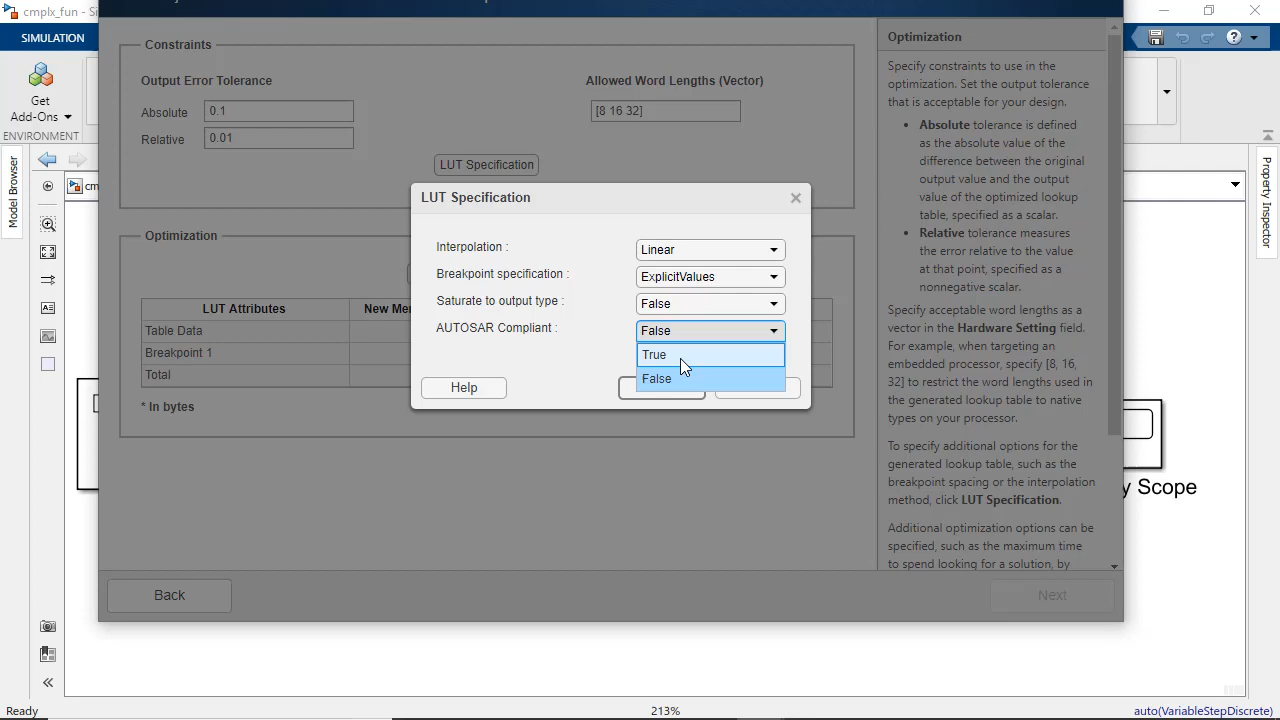 cmplx_fun - Si
SIMULATION
Get
Add-Ons
ENVIRONMENT
Model Browser
Property Inspector
Constraints
Output Error Tolerance
Allowed Word Lengths (Vector)
Absolute
0.1
[8 16 32]
Relative
0.01
LUT Specification
Optimization
LUT Attributes
New Mem
Table Data
Breakpoint 1
Total
* In bytes
LUT Specification
Interpolation :
Linear
Breakpoint specification :
ExplicitValues
Saturate to output type :
False
AUTOSAR Compliant :
False
True
False
Help
Optimization
Specify constraints to use in the
optimization. Set the output tolerance
that is acceptable for your design.
• Absolute tolerance is defined
as the absolute value of the
difference between the original
output value and the output
value of the optimized lookup
table, specified as a scalar.
• Relative tolerance measures
the error relative to the value
at that point, specified as a
nonnegative scalar.
Specify acceptable word lengths as a
vector in the Hardware Setting field.
For example, when targeting an
embedded processor, specify [8, 16,
32] to restrict the word lengths used in
the generated lookup table to native
types on your processor.
To specify additional options for the
generated lookup table, such as the
breakpoint spacing or the interpolation
method, click LUT Specification.
Additional optimization options can be
specified, such as the maximum time
to spend looking for a solution, by
Back
Next
y Scope
Ready
213%
auto(VariableStepDiscrete)